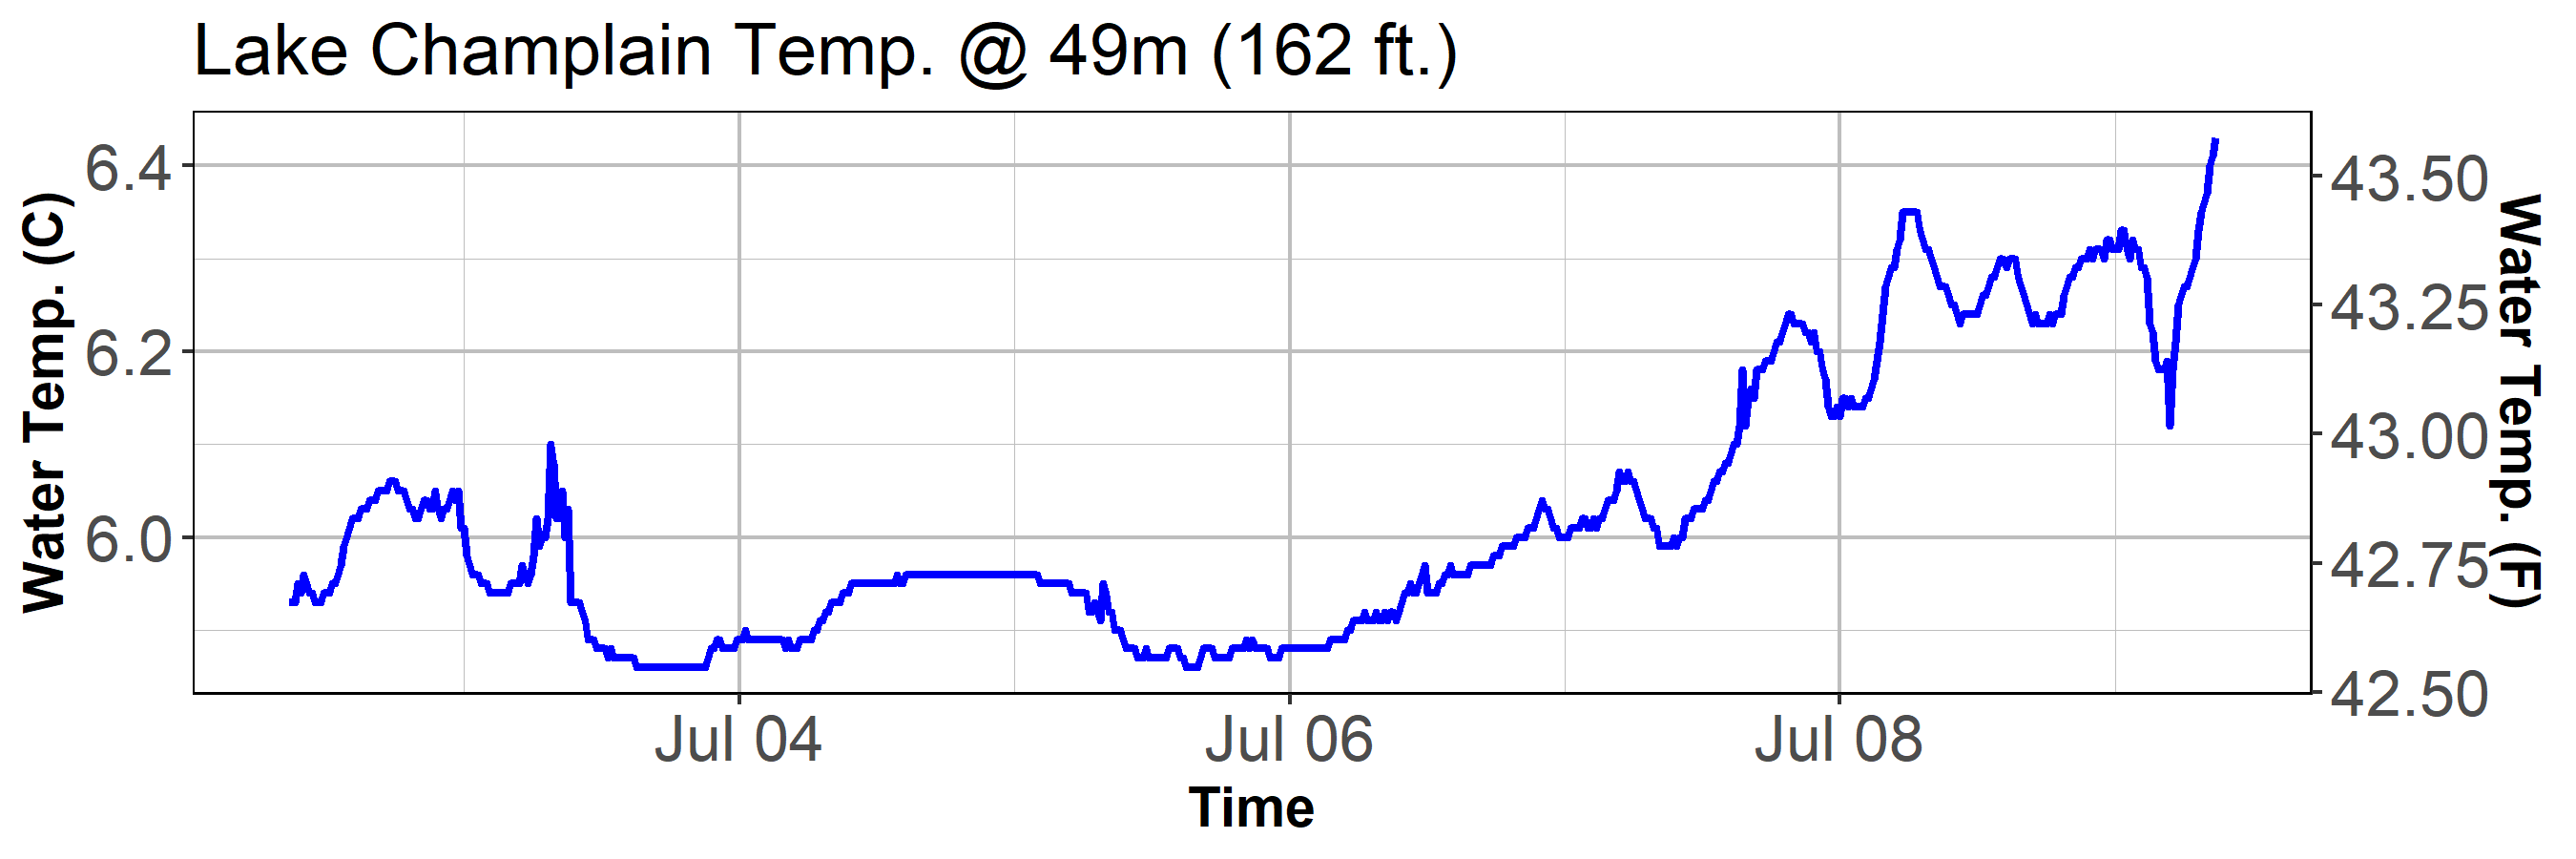 Lake Champlain Temp. @ 49m (162 ft.)
Water Temp. (C)
6.4
6.2
6.0
43.50
43.25
43.00
42.75
42.50
Water Temp. (F)
Jul 04
Jul 06
Jul 08
Time